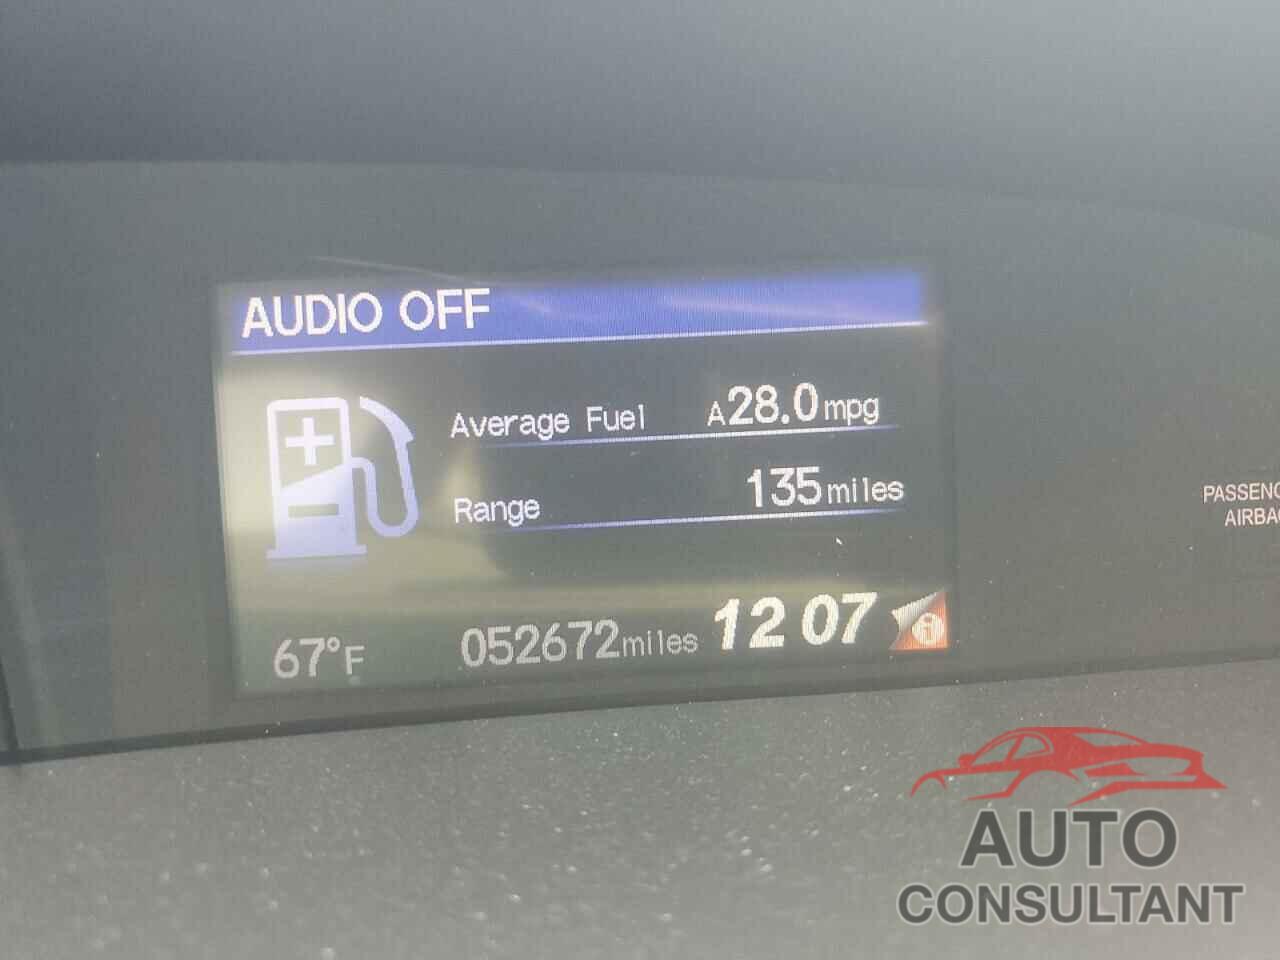 AUDIO OFF
Average Fuel A28.0mpg
Range 135miles
67°F 052672miles 12 07
PASSENG
AIRBAG
AUTO
CONSULTANT